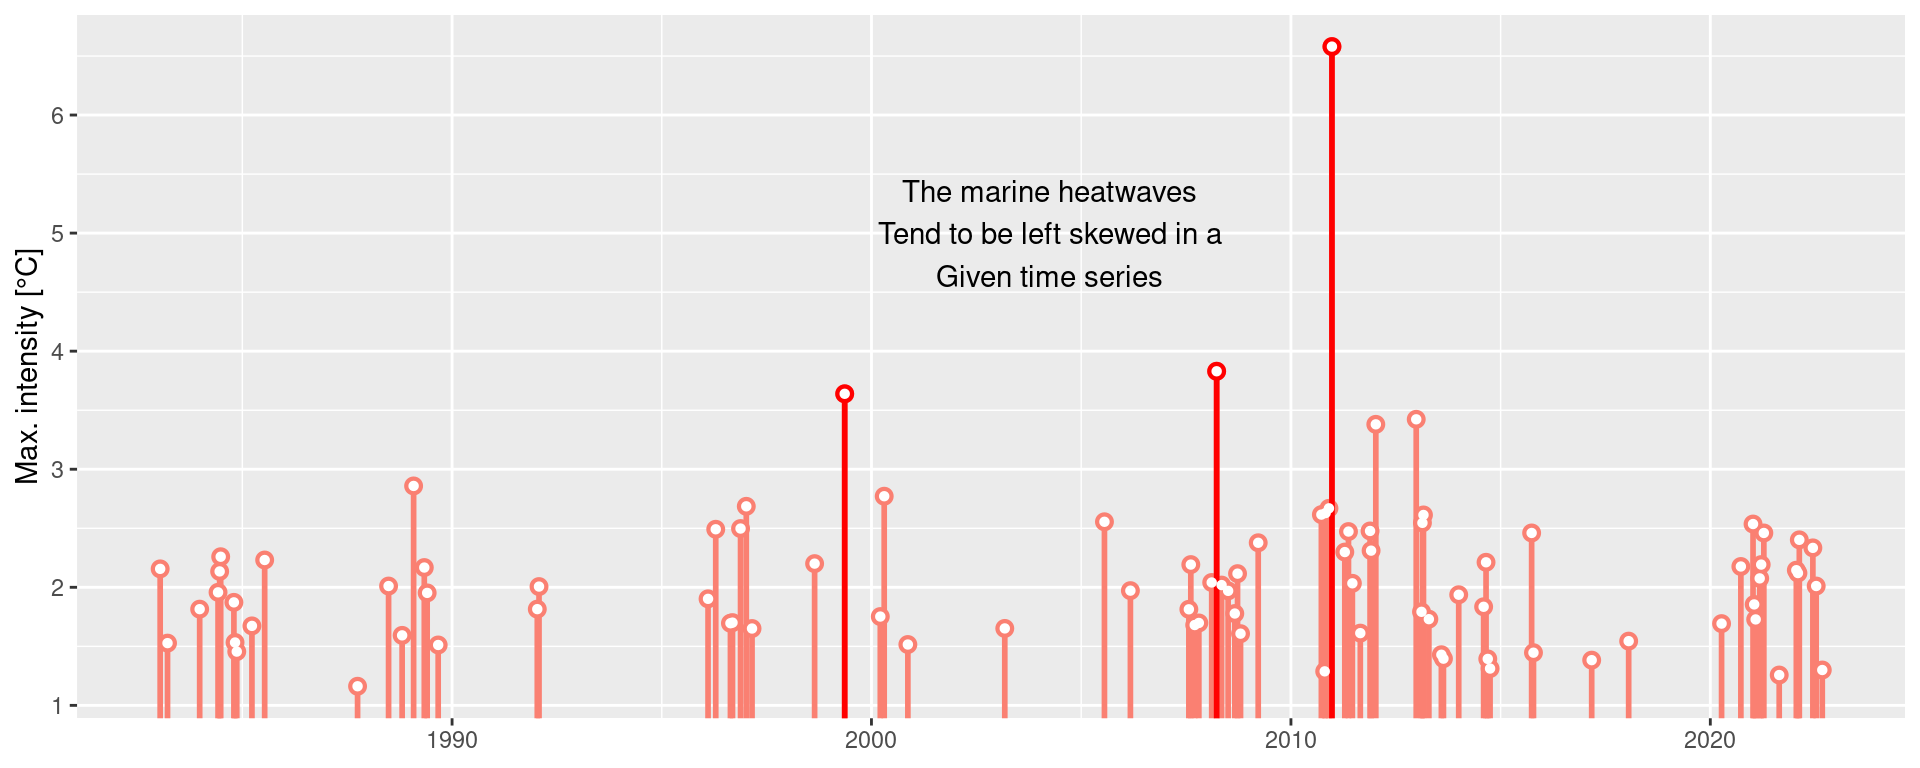 The marine heatwaves
Tend to be left skewed in a
Given time series
Max. intensity [°C]
6
5
4
3
2
1
1990
2000
2010
2020